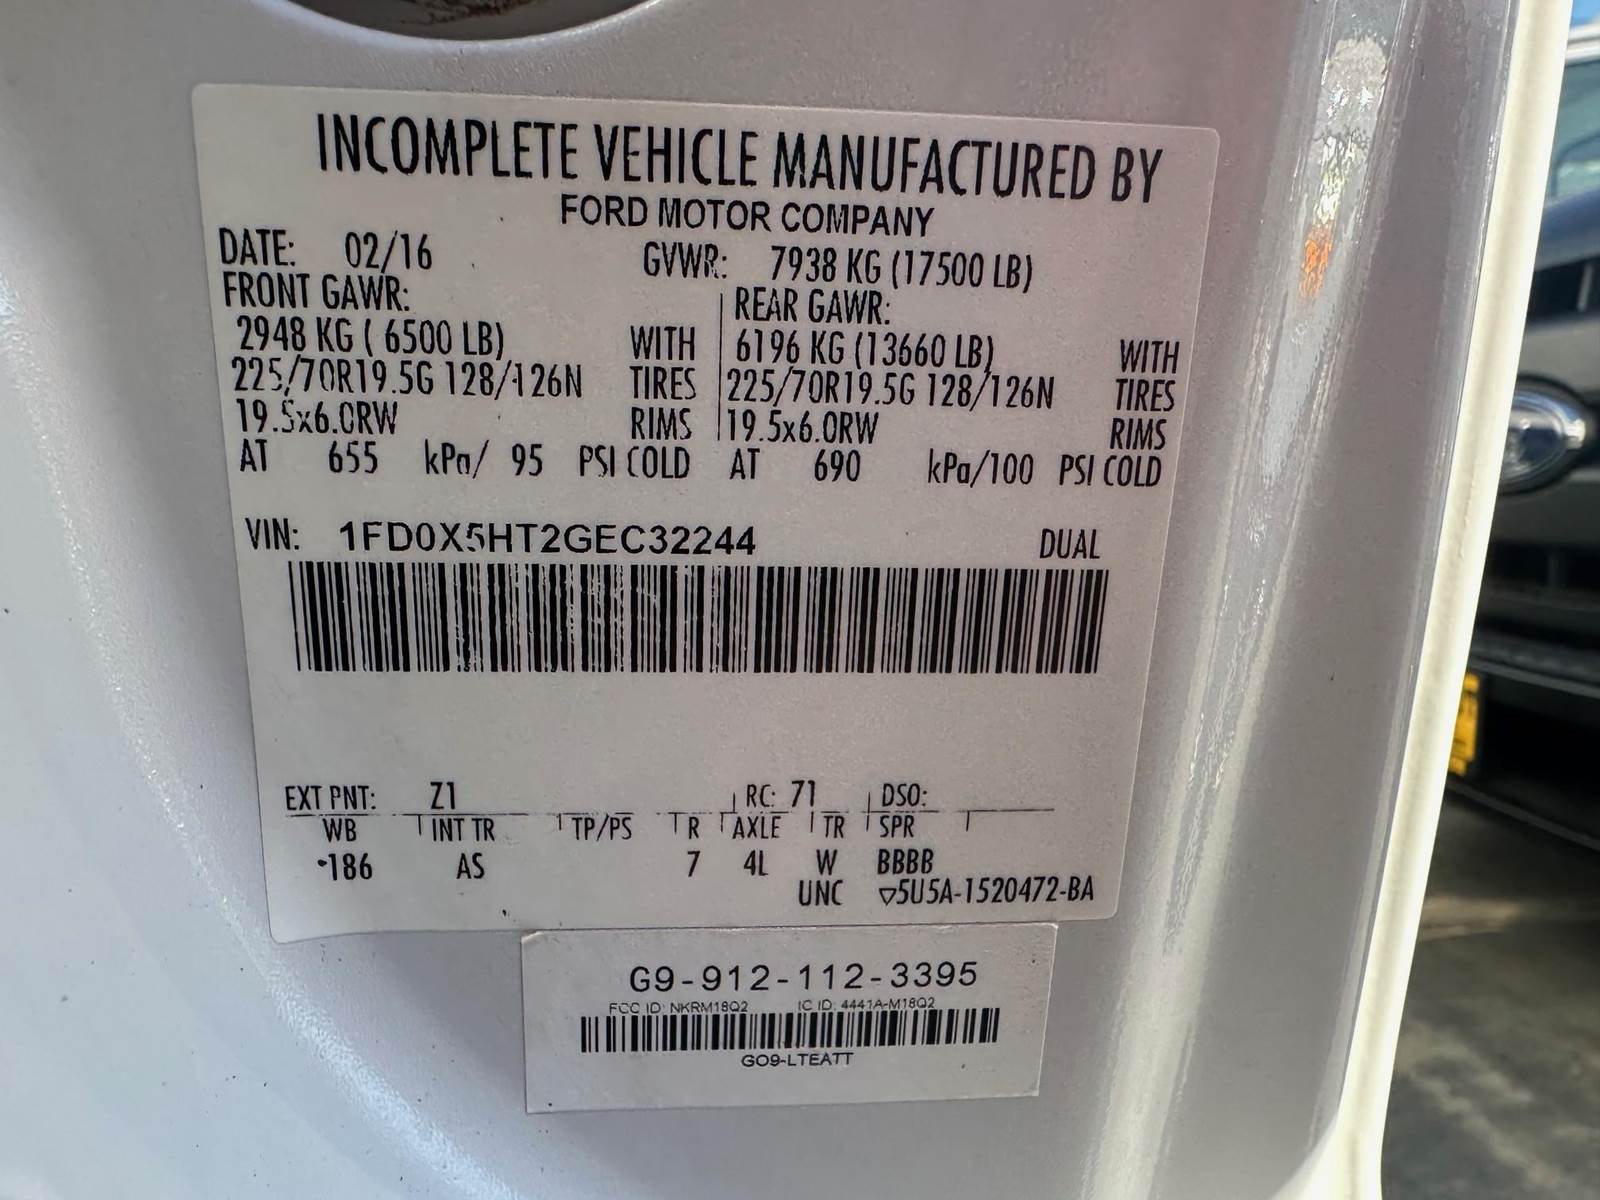 INCOMPLETE VEHICLE MANUFACTURED BY
FORD MOTOR COMPANY
DATE: 02/16 GVWR: 7938 KG (17500 LB)
FRONT GAWR: REAR GAWR:
2948 KG ( 6500 LB) WITH 6196 KG (13660 LB) WITH
225/70R19.5G 128/126N TIRES 225/70R19.5G 128/126N TIRES
19.5x6.0RW RIMS 19.5x6.0RW RIMS
AT 655 kPa/ 95 PSI COLD AT 690 kPa/100 PSI COLD
VIN: 1FD0X5HT2GEC32244 DUAL
EXT PNT: Z1 RC: 71 DSO:
WB INT TR TP/PS R AXLE TR SPR
186 AS 7 4L W BBBB
UNC ▽5U5A-1520472-BA
G9-912-112-3395
FCC ID: NKRM18Q2 IC ID: 4441A-M18Q2
GO9-LTEATT